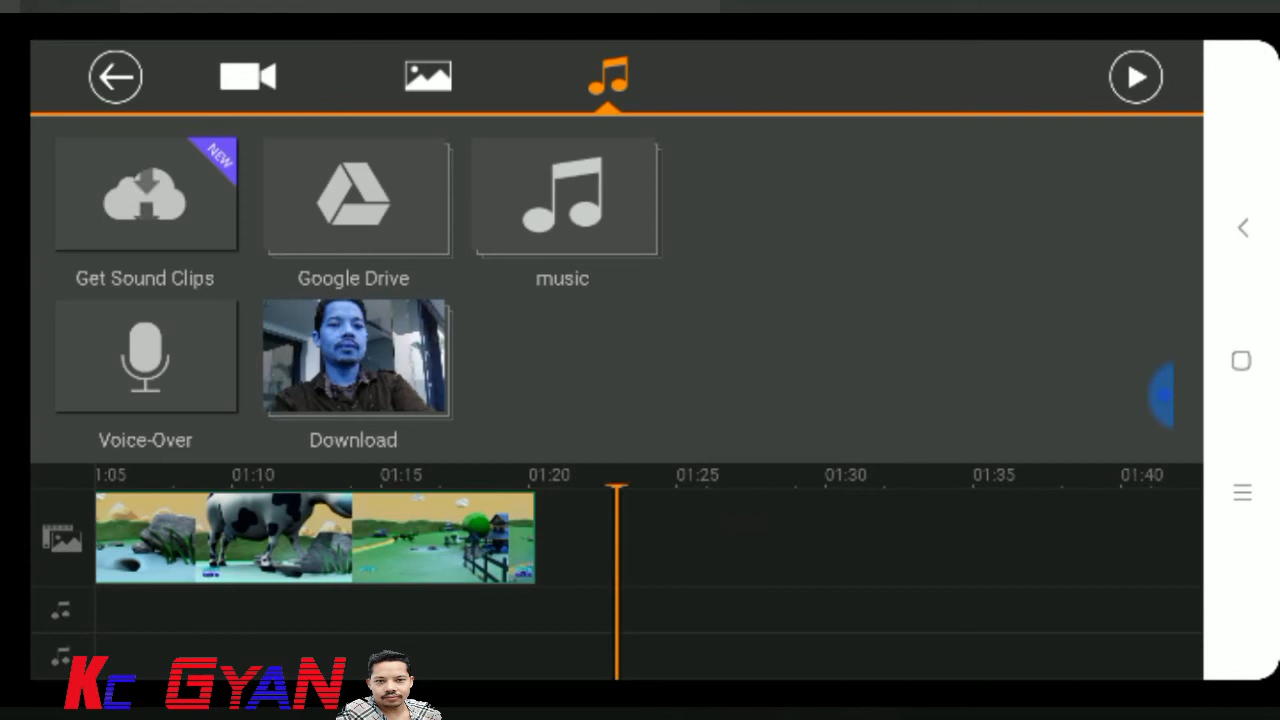 NEW
Get Sound Clips
Google Drive
music
Voice-Over
Download
1:05
01:10
01:15
01:20
01:25
01:30
01:35
01:40
Kc GyaN